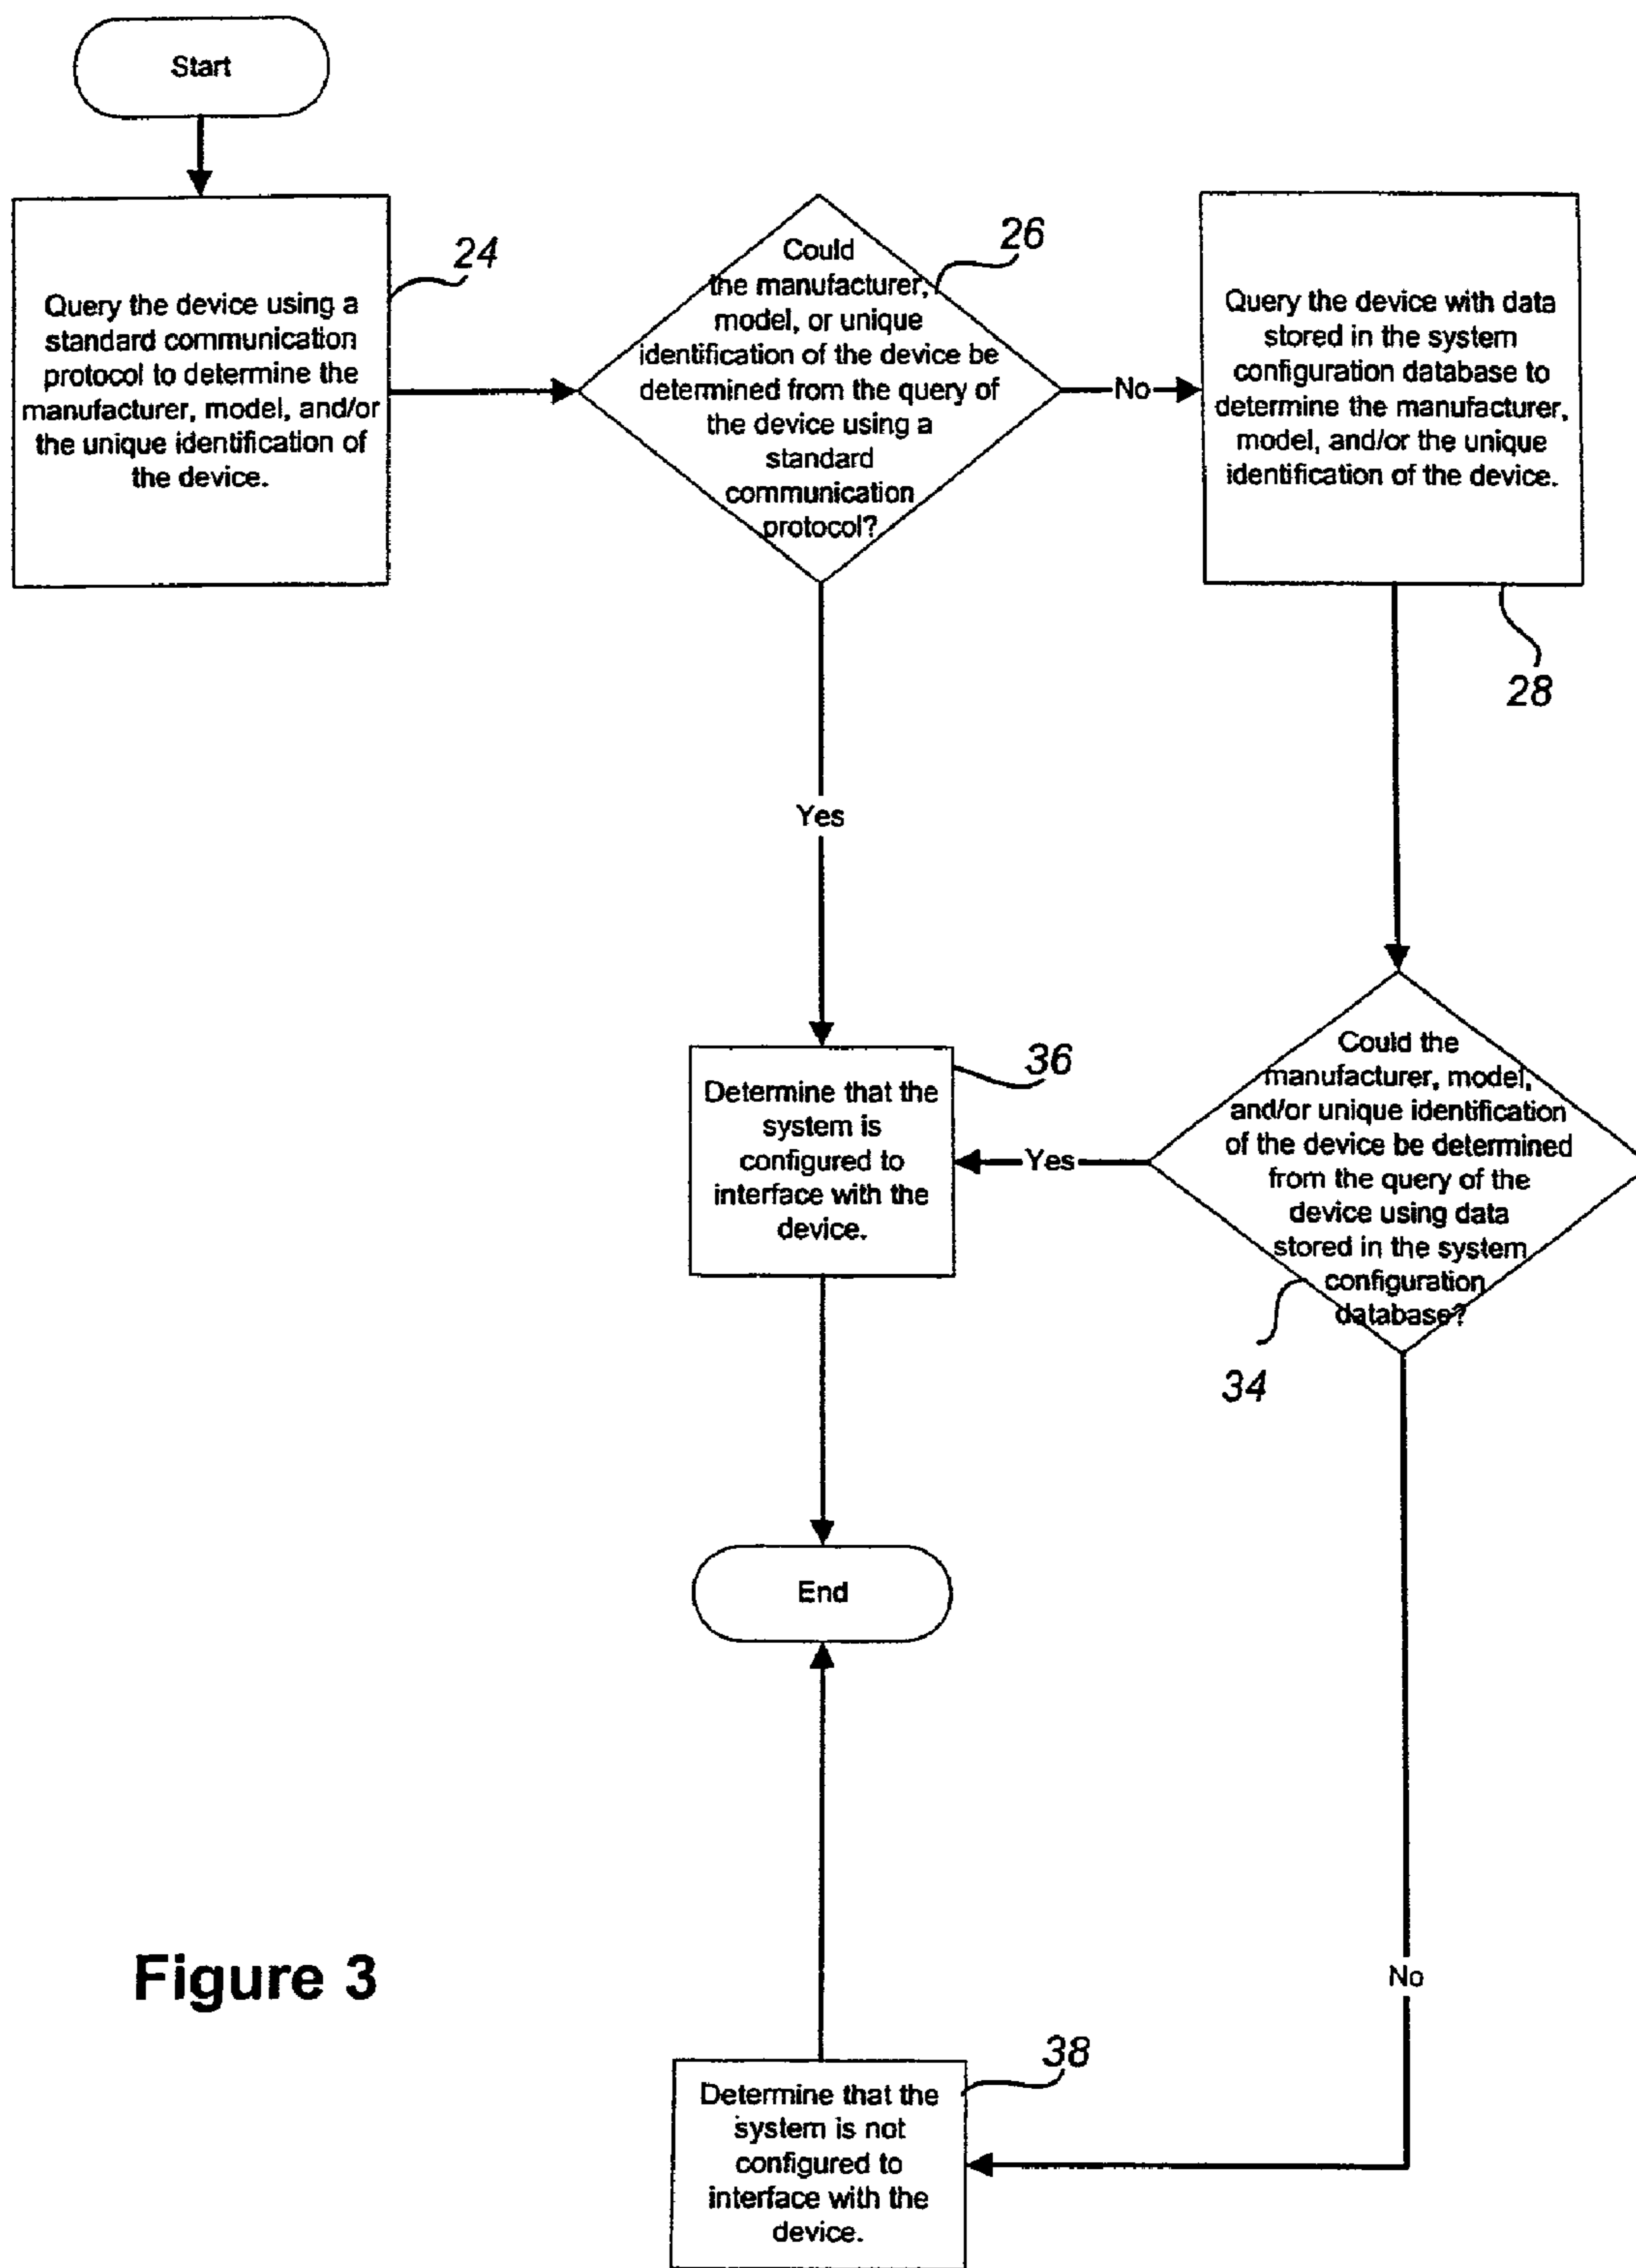 Start
24
Query the device using a
standard communication
protocol to determine the
manufacturer, model, and/or
the unique identification of
the device.
26
Could
the manufacturer,
model, or unique
identification of the device be
determined from the query of
the device using a
standard
communication
protocol?
No
Query the device with data
stored in the system
configuration database to
determine the manufacturer,
model, and/or the unique
identification of the device.
28
Yes
36
Determine that the
system is
configured to
interface with the
device.
Yes
Could the
manufacturer, model,
and/or unique identification
of the device be determined
from the query of the
device using data
stored in the system
configuration
database?
34
End
No
Figure 3
38
Determine that the
system is not
configured to
interface with the
device.